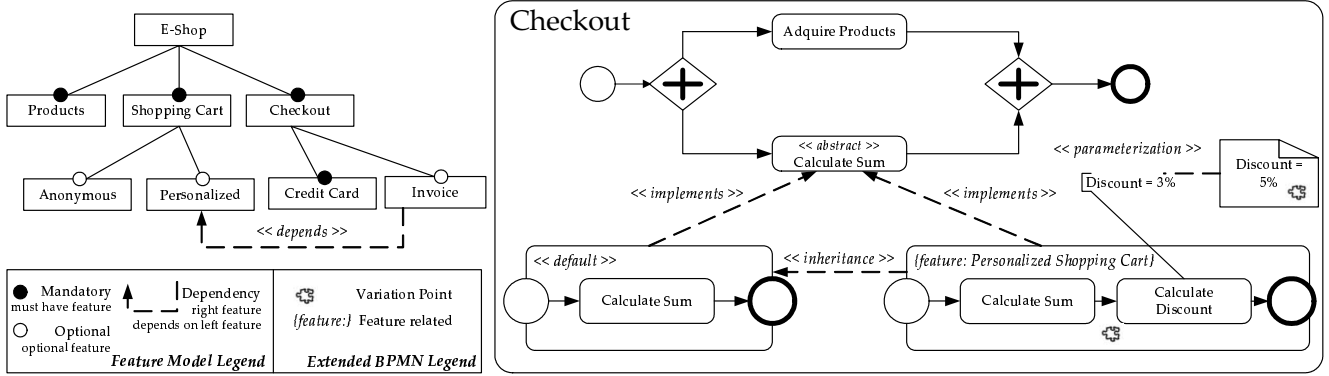 E-Shop
Products
Shopping Cart
Checkout
Anonymous
Personalized
Credit Card
Invoice
<< depends >>
Mandatory
must have feature
Optional
optional feature
Dependency
right feature
depends on left feature
Feature Model Legend
Variation Point
{feature:} Feature related
Extended BPMN Legend
Checkout
Adquire Products
<< abstract >>
Calculate Sum
<< parameterization >>
Discount =
5%
Discount = 3%
<< implements >>
<< implements >>
<< default >>
<< inheritance >>
{feature: Personalized Shopping Cart}
Calculate Sum
Calculate Sum
Calculate
Discount